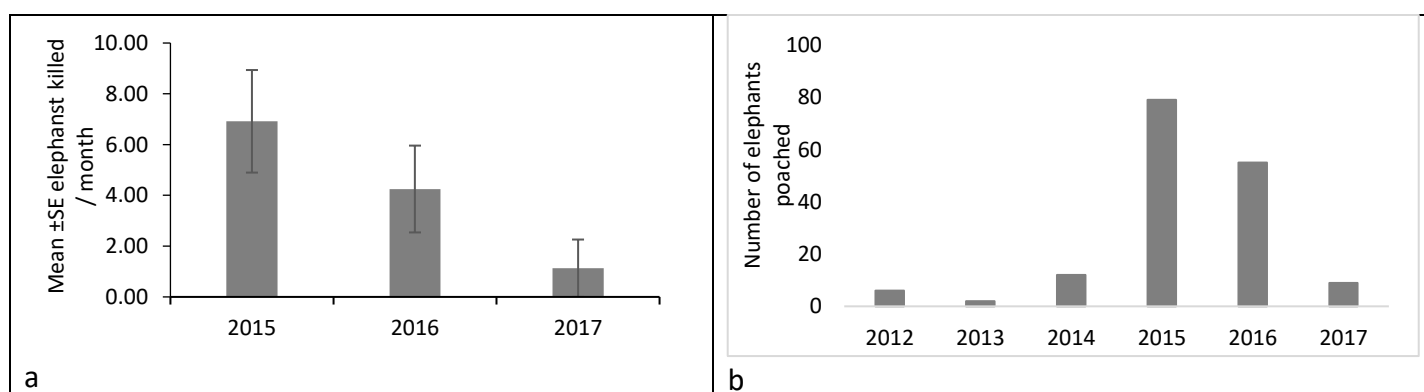 Mean ±SE elephanst killed
/ month
10.00
8.00
6.00
4.00
2.00
0.00
2015 2016 2017
a
Number of elephants
poached
100
80
60
40
20
0
2012 2013 2014 2015 2016 2017
b